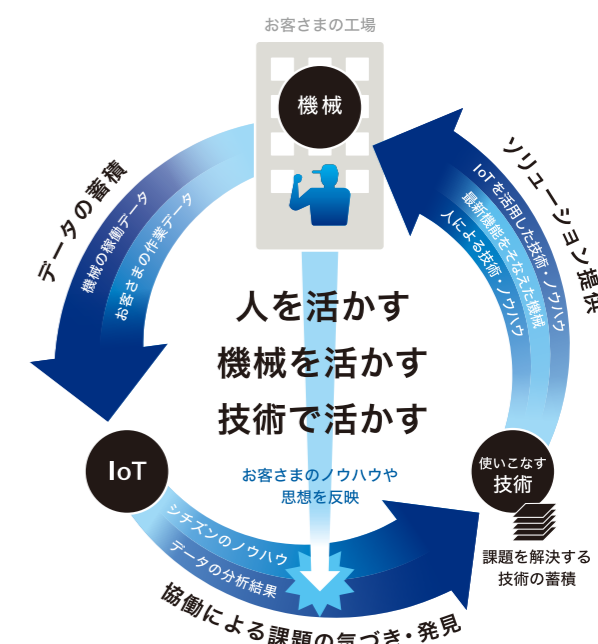 お客さまの工場
機械
データの蓄積
機械の稼働データ
お客さまの作業データ
ソリューション提供
IoTを活用した技術・ノウハウ
最新機能をそなえた機械
人による技術・ノウハウ
人を活かす
機械を活かす
技術で活かす
お客さまのノウハウや
思想を反映
IoT
使いこなす
技術
課題を解決する
技術の蓄積
シチズンのノウハウ
データの分析結果
協働による課題の気づき・発見